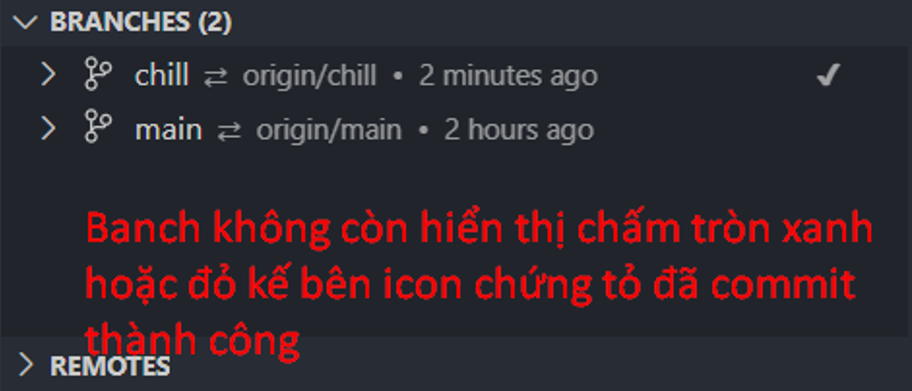 BRANCHES (2)
chill ⇄ origin/chill • 2 minutes ago
main ⇄ origin/main • 2 hours ago
Banch không còn hiển thị chấm tròn xanh
hoặc đỏ kế bên icon chứng tỏ đã commit
thành công
REMOTES